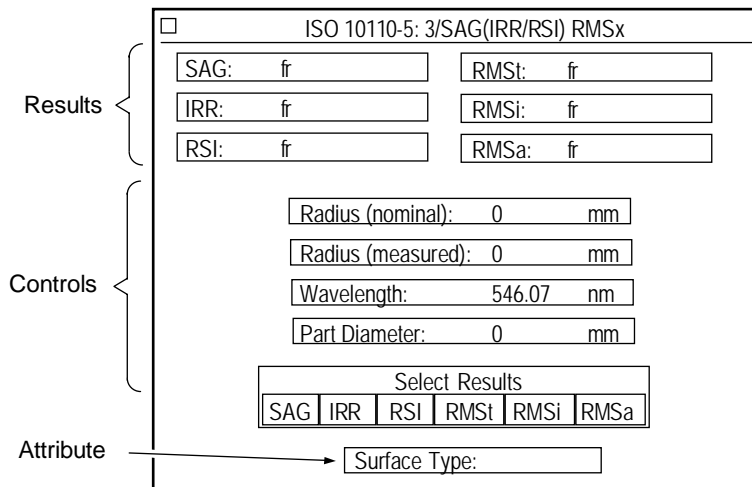 ISO 10110-5: 3/SAG(IRR/RSI) RMSx
Results
SAG: fr RMSt: fr
IRR: fr RMSi: fr
RSI: fr RMSa: fr
Controls
Radius (nominal): 0 mm
Radius (measured): 0 mm
Wavelength: 546.07 nm
Part Diameter: 0 mm
Select Results
SAG IRR RSI RMSt RMSi RMSa
Attribute
Surface Type: